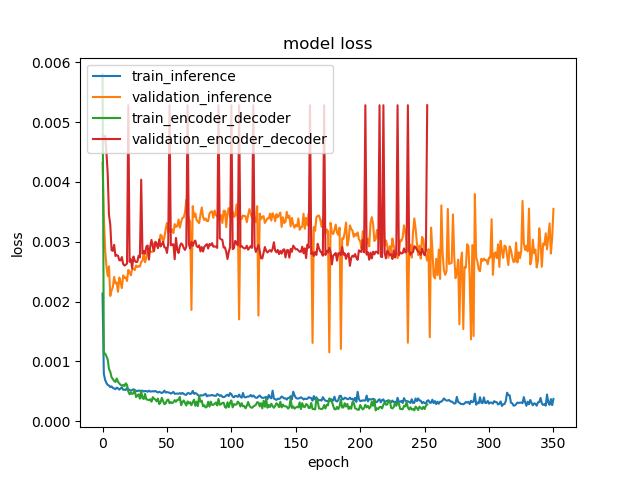 model loss
0.006
0.005
0.004
0.003
0.002
0.001
0.000
loss
train_inference
validation_inference
train_encoder_decoder
validation_encoder_decoder
0 50 100 150 200 250 300 350
epoch